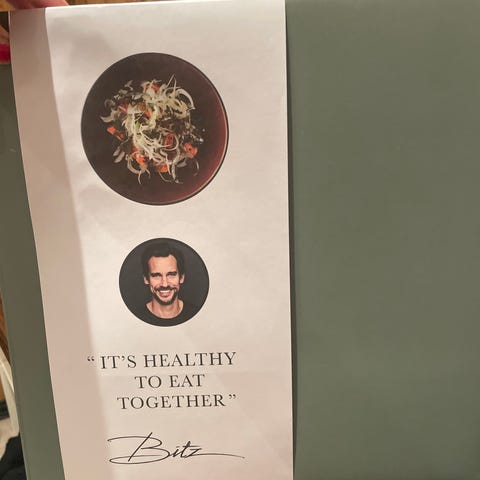 “IT’S HEALTHY
TO EAT
TOGETHER”
Bitz